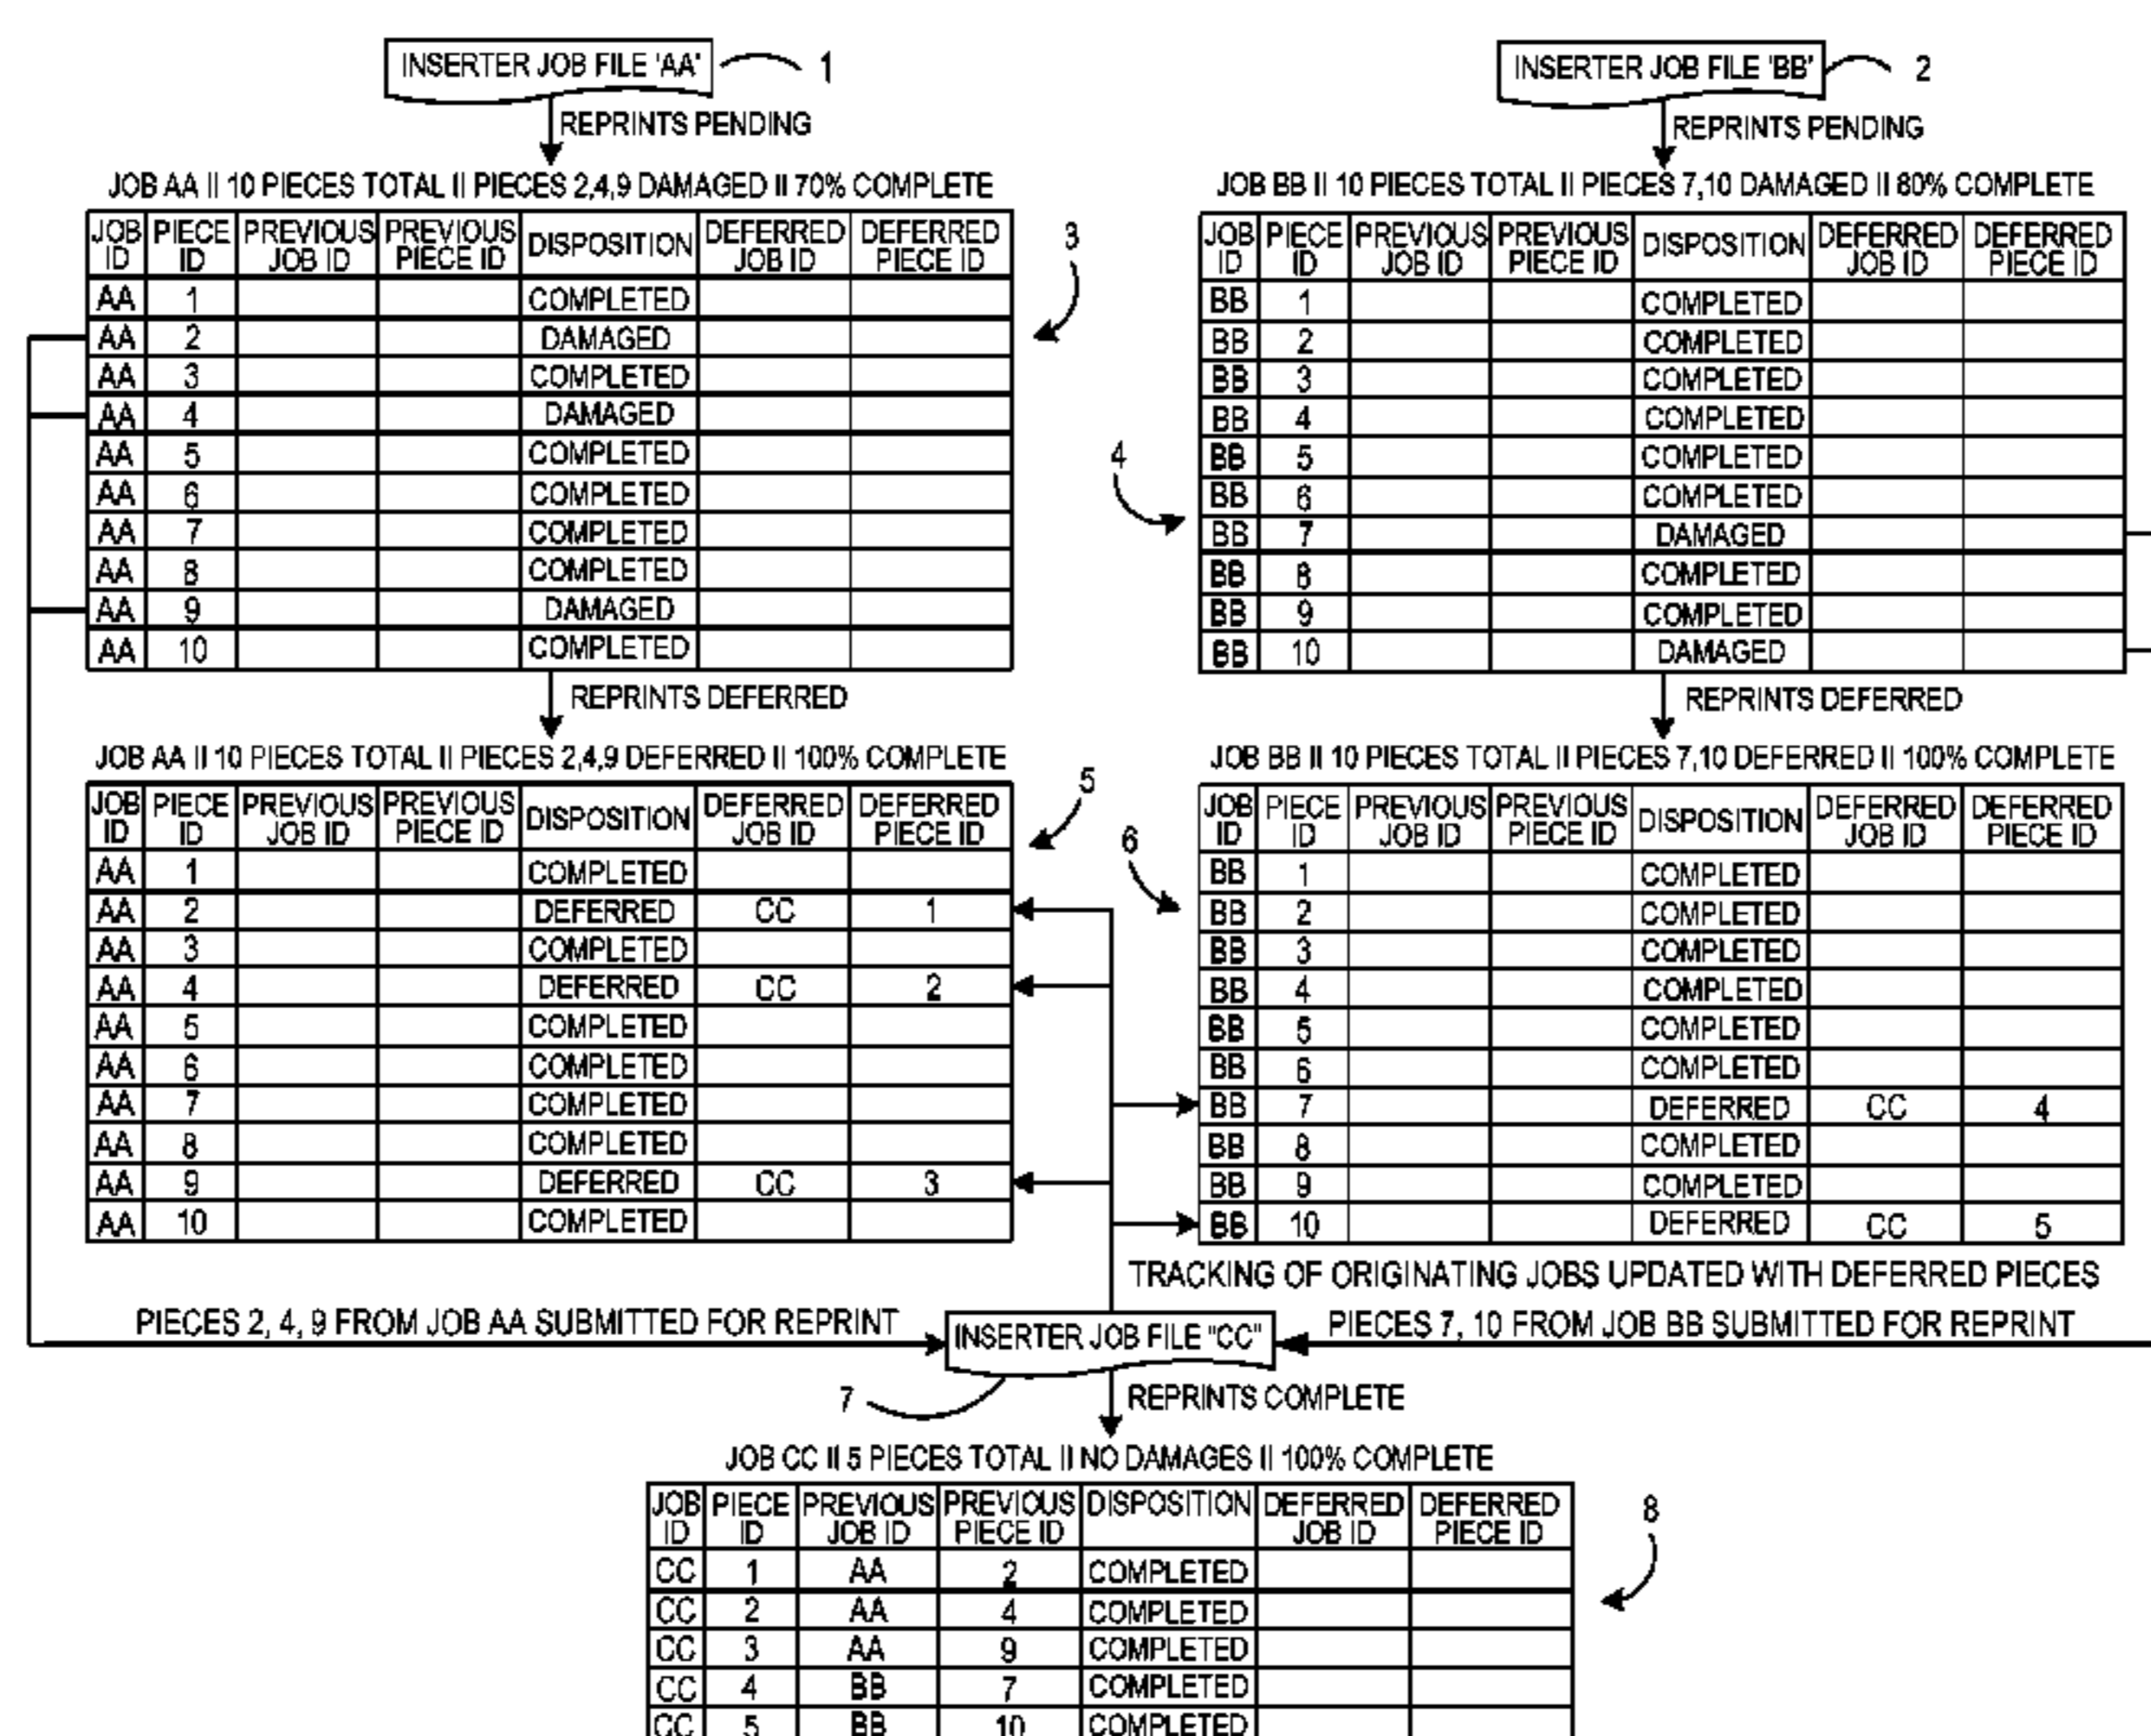 INSERTER JOB FILE 'AA'
1
REPRINTS PENDING
JOB AA II 10 PIECES TOTAL II PIECES 2,4,9 DAMAGED II 70% COMPLETE
JOB ID PIECE ID PREVIOUS JOB ID PREVIOUS PIECE ID DISPOSITION DEFERRED JOB ID DEFERRED PIECE ID
AA 1 COMPLETED
AA 2 DAMAGED
AA 3 COMPLETED
AA 4 DAMAGED
AA 5 COMPLETED
AA 6 COMPLETED
AA 7 COMPLETED
AA 8 COMPLETED
AA 9 DAMAGED
AA 10 COMPLETED
3
INSERTER JOB FILE 'BB'
2
REPRINTS PENDING
JOB BB II 10 PIECES TOTAL II PIECES 7,10 DAMAGED II 80% COMPLETE
JOB ID PIECE ID PREVIOUS JOB ID PREVIOUS PIECE ID DISPOSITION DEFERRED JOB ID DEFERRED PIECE ID
BB 1 COMPLETED
BB 2 COMPLETED
BB 3 COMPLETED
BB 4 COMPLETED
BB 5 COMPLETED
BB 6 COMPLETED
BB 7 DAMAGED
BB 8 COMPLETED
BB 9 COMPLETED
BB 10 DAMAGED
4
REPRINTS DEFERRED
JOB AA II 10 PIECES TOTAL II PIECES 2,4,9 DEFERRED II 100% COMPLETE
JOB ID PIECE ID PREVIOUS JOB ID PREVIOUS PIECE ID DISPOSITION DEFERRED JOB ID DEFERRED PIECE ID
AA 1 COMPLETED
AA 2 DEFERRED CC 1
AA 3 COMPLETED
AA 4 DEFERRED CC 2
AA 5 COMPLETED
AA 6 COMPLETED
AA 7 COMPLETED
AA 8 COMPLETED
AA 9 DEFERRED CC 3
AA 10 COMPLETED
5
REPRINTS DEFERRED
JOB BB II 10 PIECES TOTAL II PIECES 7,10 DEFERRED II 100% COMPLETE
JOB ID PIECE ID PREVIOUS JOB ID PREVIOUS PIECE ID DISPOSITION DEFERRED JOB ID DEFERRED PIECE ID
BB 1 COMPLETED
BB 2 COMPLETED
BB 3 COMPLETED
BB 4 COMPLETED
BB 5 COMPLETED
BB 6 COMPLETED
BB 7 DEFERRED CC 4
BB 8 COMPLETED
BB 9 COMPLETED
BB 10 DEFERRED CC 5
6
TRACKING OF ORIGINATING JOBS UPDATED WITH DEFERRED PIECES
PIECES 2, 4, 9 FROM JOB AA SUBMITTED FOR REPRINT
INSERTER JOB FILE "CC"
PIECES 7, 10 FROM JOB BB SUBMITTED FOR REPRINT
7
REPRINTS COMPLETE
JOB CC II 5 PIECES TOTAL II NO DAMAGES II 100% COMPLETE
JOB ID PIECE ID PREVIOUS JOB ID PREVIOUS PIECE ID DISPOSITION DEFERRED JOB ID DEFERRED PIECE ID
CC 1 AA 2 COMPLETED
CC 2 AA 4 COMPLETED
CC 3 AA 9 COMPLETED
CC 4 BB 7 COMPLETED
CC 5 BB 10 COMPLETED
8